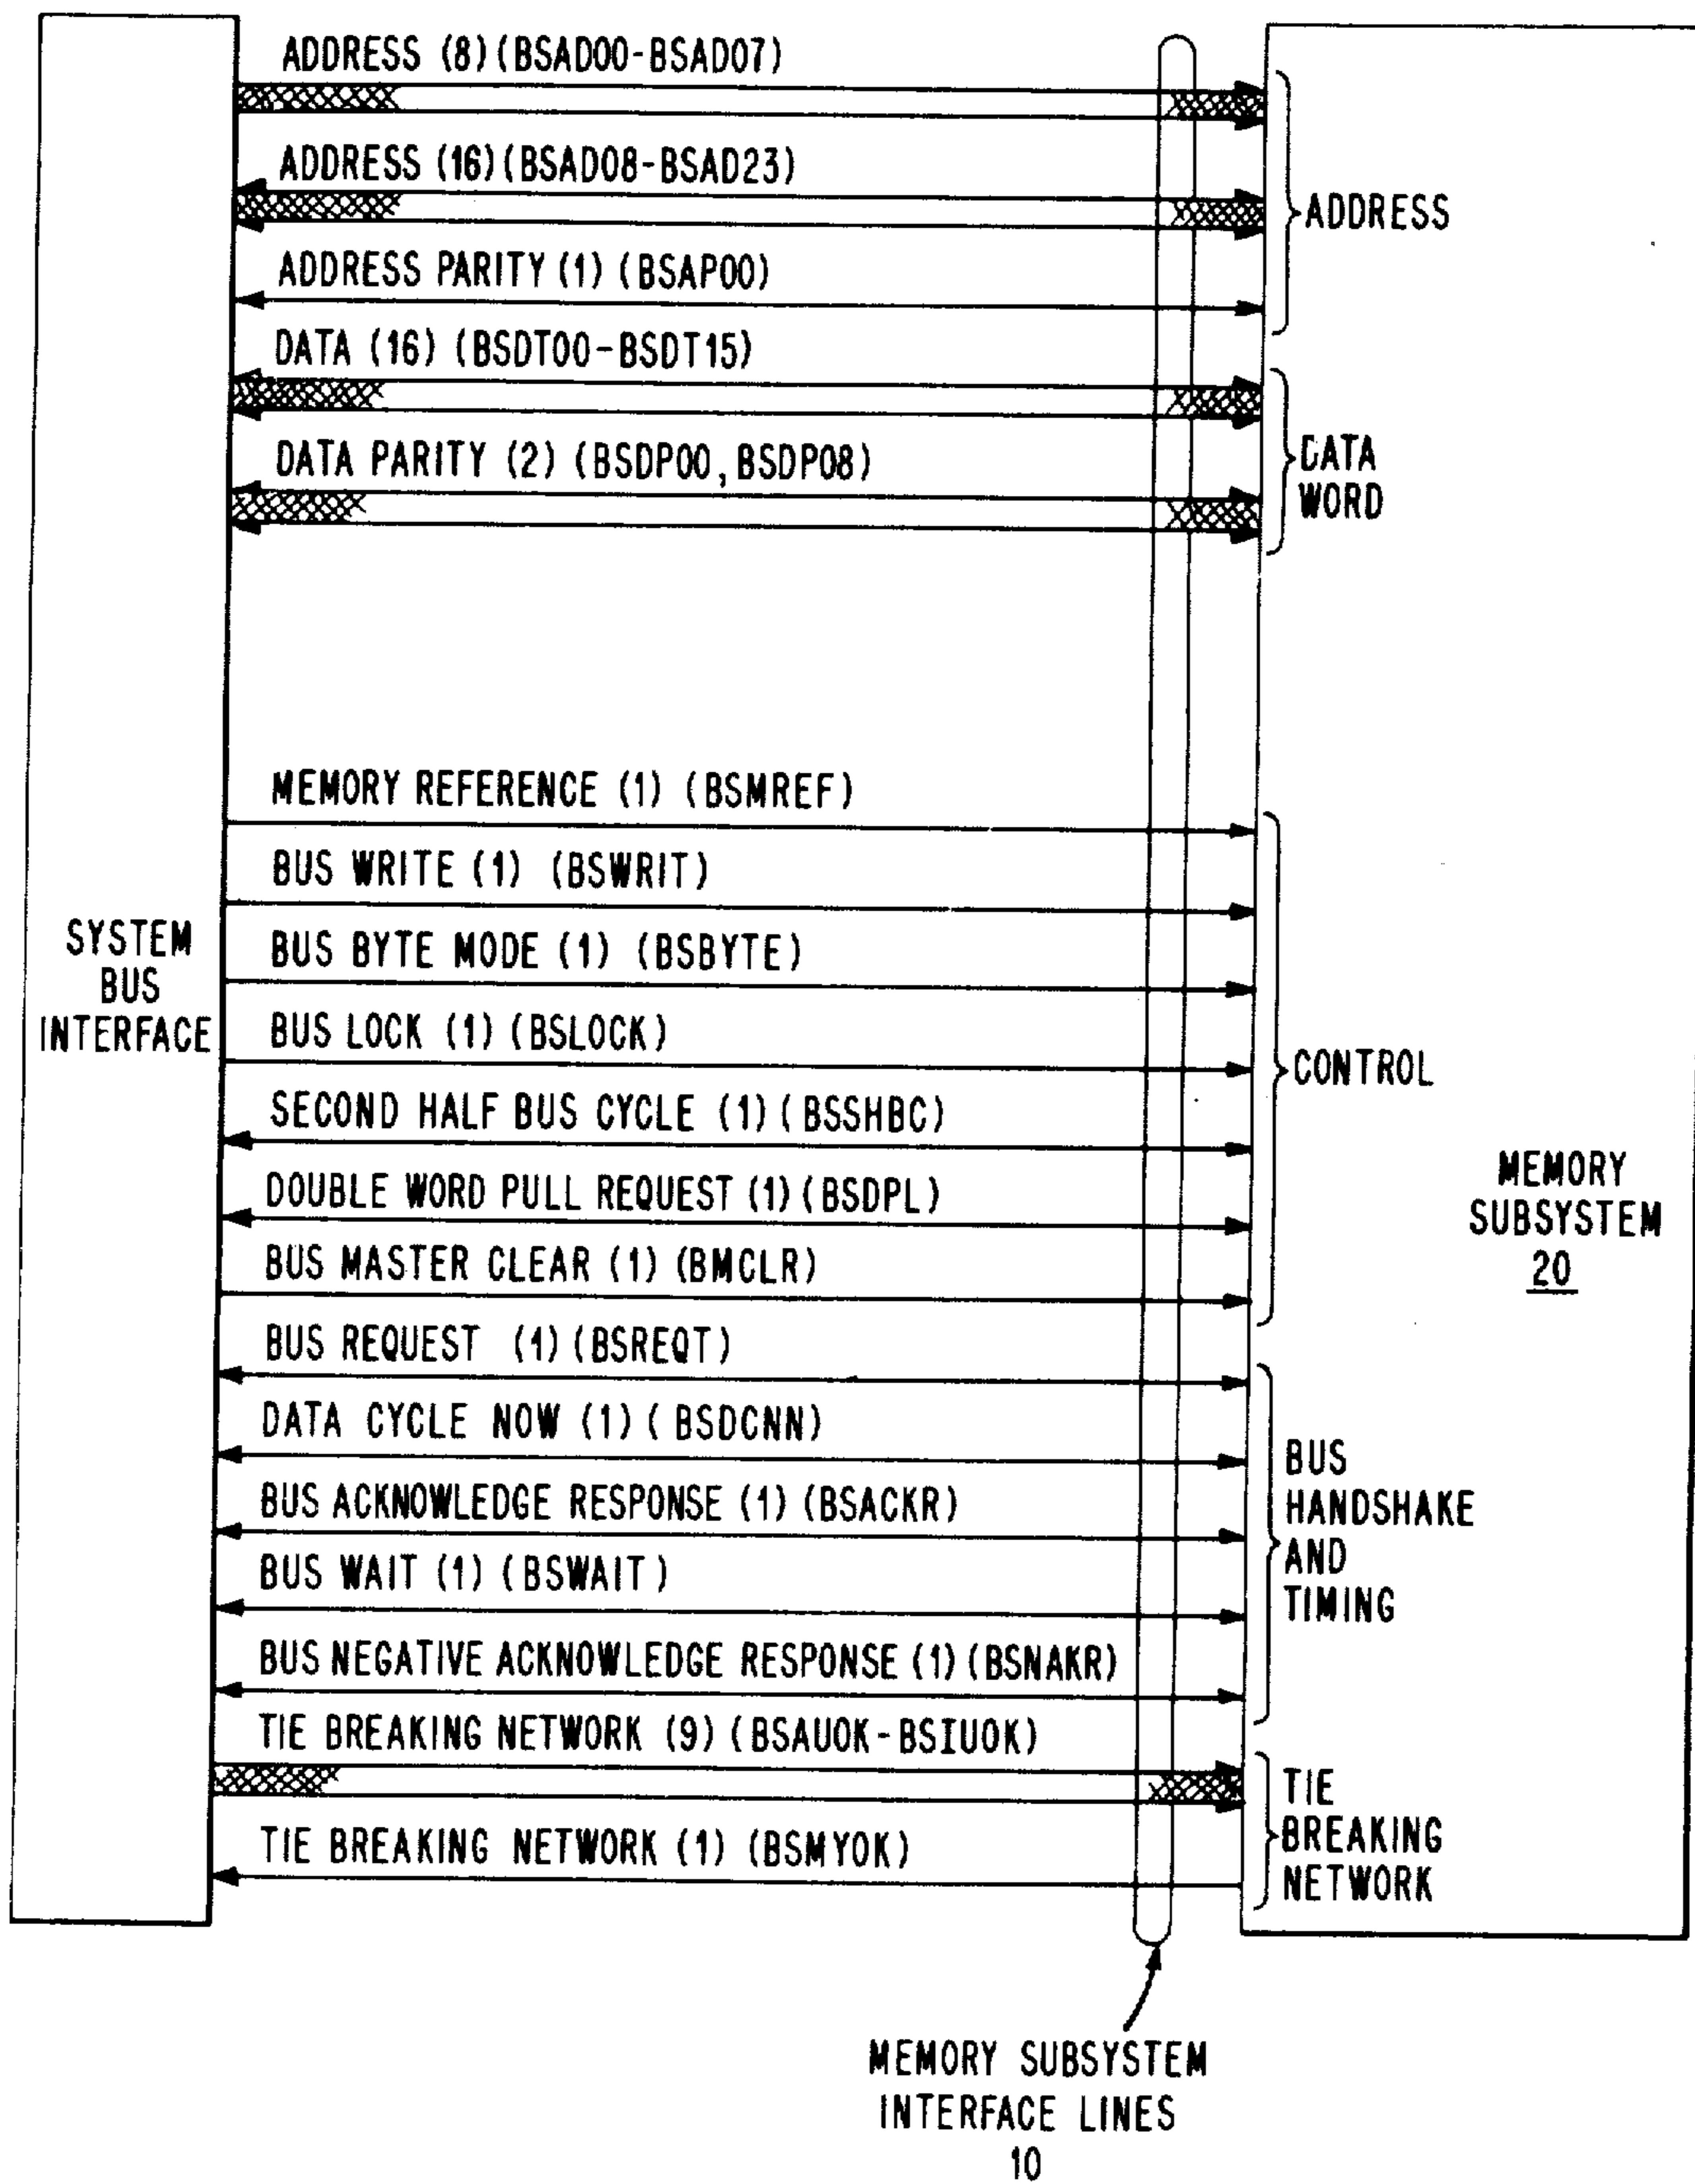 ADDRESS (8) (BSAD00-BSAD07)
ADDRESS (16) (BSAD08-BSAD23)
ADDRESS PARITY (1) (BSAP00)
DATA (16) (BSDT00-BSDT15)
DATA PARITY (2) (BSDP00, BSDP08)
ADDRESS
DATA
WORD
MEMORY REFERENCE (1) (BSMREF)
BUS WRITE (1) (BSWRIT)
BUS BYTE MODE (1) (BSBYTE)
BUS LOCK (1) (BSLOCK)
SECOND HALF BUS CYCLE (1) (BSSHBC)
DOUBLE WORD PULL REQUEST (1) (BSDPL)
BUS MASTER CLEAR (1) (BMCLR)
CONTROL
SYSTEM
BUS
INTERFACE
MEMORY
SUBSYSTEM
20
BUS REQUEST (1) (BSREQT)
DATA CYCLE NOW (1) (BSDCNN)
BUS ACKNOWLEDGE RESPONSE (1) (BSACKR)
BUS WAIT (1) (BSWAIT)
BUS NEGATIVE ACKNOWLEDGE RESPONSE (1) (BSNAKR)
BUS
HANDSHAKE
AND
TIMING
TIE BREAKING NETWORK (9) (BSAUOK-BSIUOK)
TIE BREAKING NETWORK (1) (BSMYOK)
TIE
BREAKING
NETWORK
MEMORY SUBSYSTEM
INTERFACE LINES
10